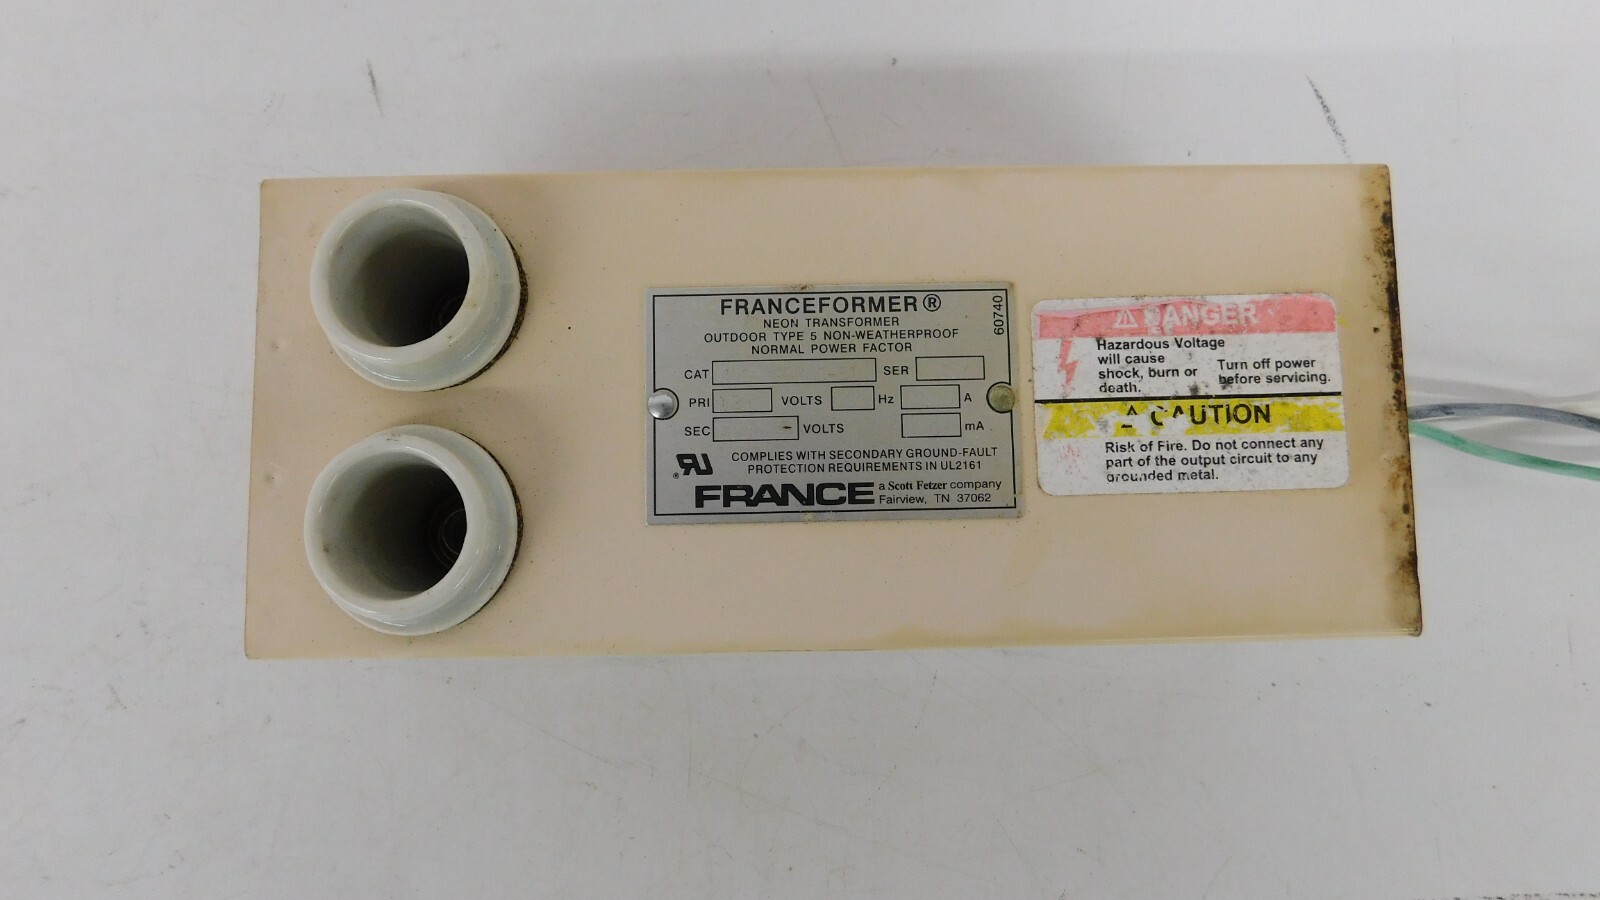 FRANCEFORMER®
NEON TRANSFORMER
OUTDOOR TYPE 5 NON-WEATHERPROOF
NORMAL POWER FACTOR
60740
CAT SER
PRI VOLTS Hz A
SEC VOLTS mA
COMPLIES WITH SECONDARY GROUND-FAULT
PROTECTION REQUIREMENTS IN UL2161
FRANCE
a Scott Fetzer company
Fairview, TN 37062
DANGER
Hazardous Voltage
will cause
shock, burn or
death.
Turn off power
before servicing.
CAUTION
Risk of Fire. Do not connect any
part of the output circuit to any
grounded metal.